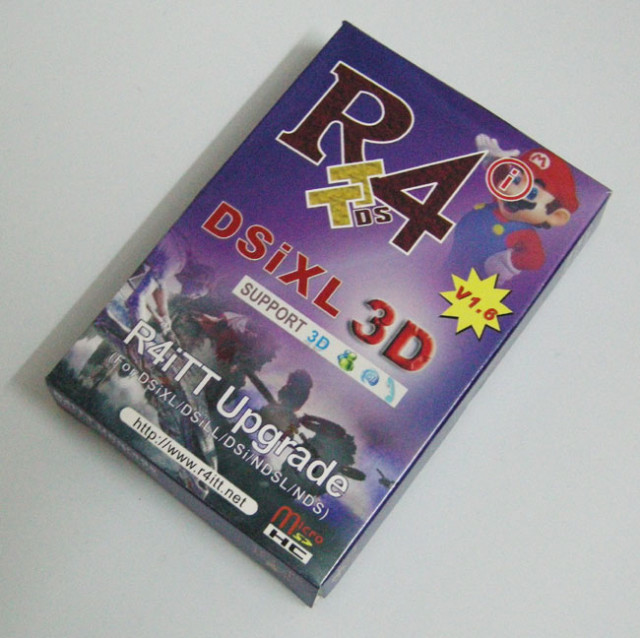 R4
i
TT DS
M
DSiXL 3D
V1.6
SUPPORT 3D
R4iTT Upgrade
(For DSiXL/DSiLL/DSi/NDSL/NDS)
http://www.r4itt.net
Micro
SD
HC